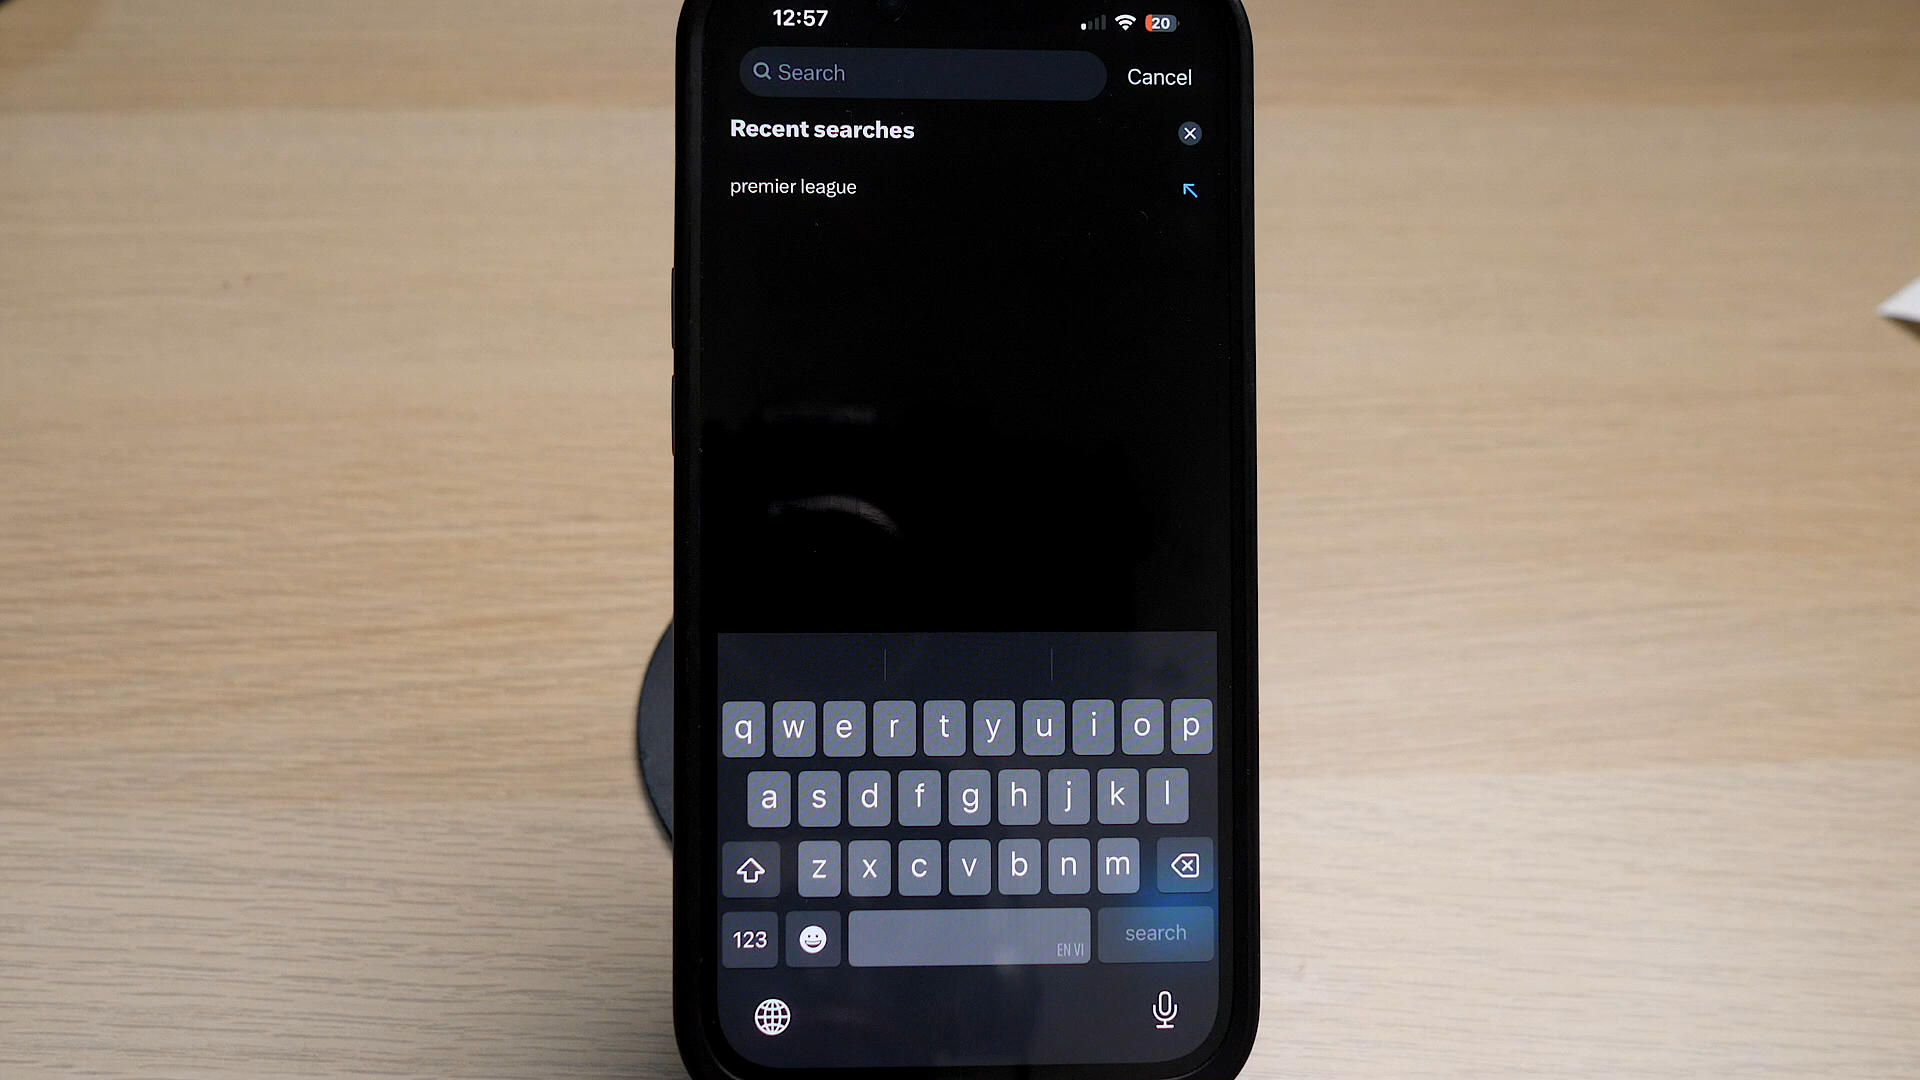 12:57
20
Search
Cancel
Recent searches
premier league
q w e r t y u i o p
a s d f g h j k l
z x c v b n m
123
EN VI
search